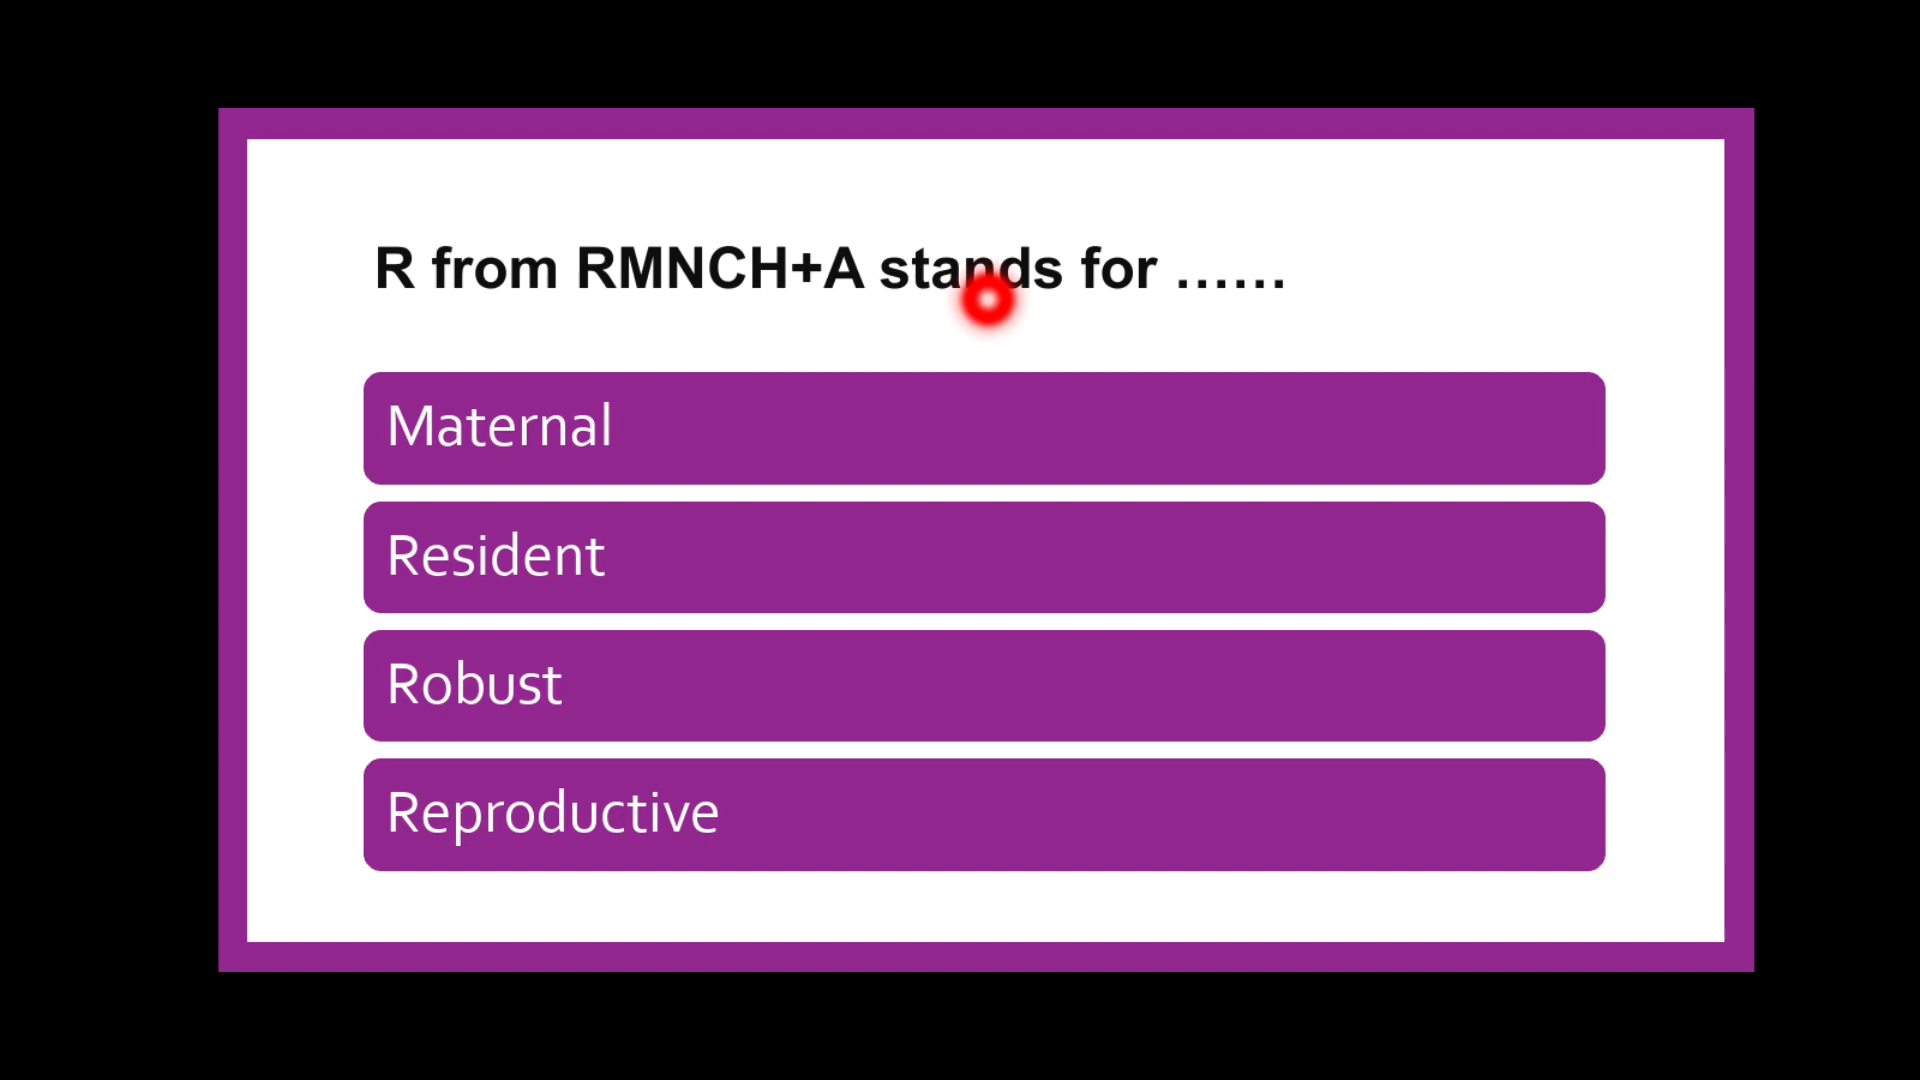 R from RMNCH+A stands for ......
Maternal
Resident
Robust
Reproductive